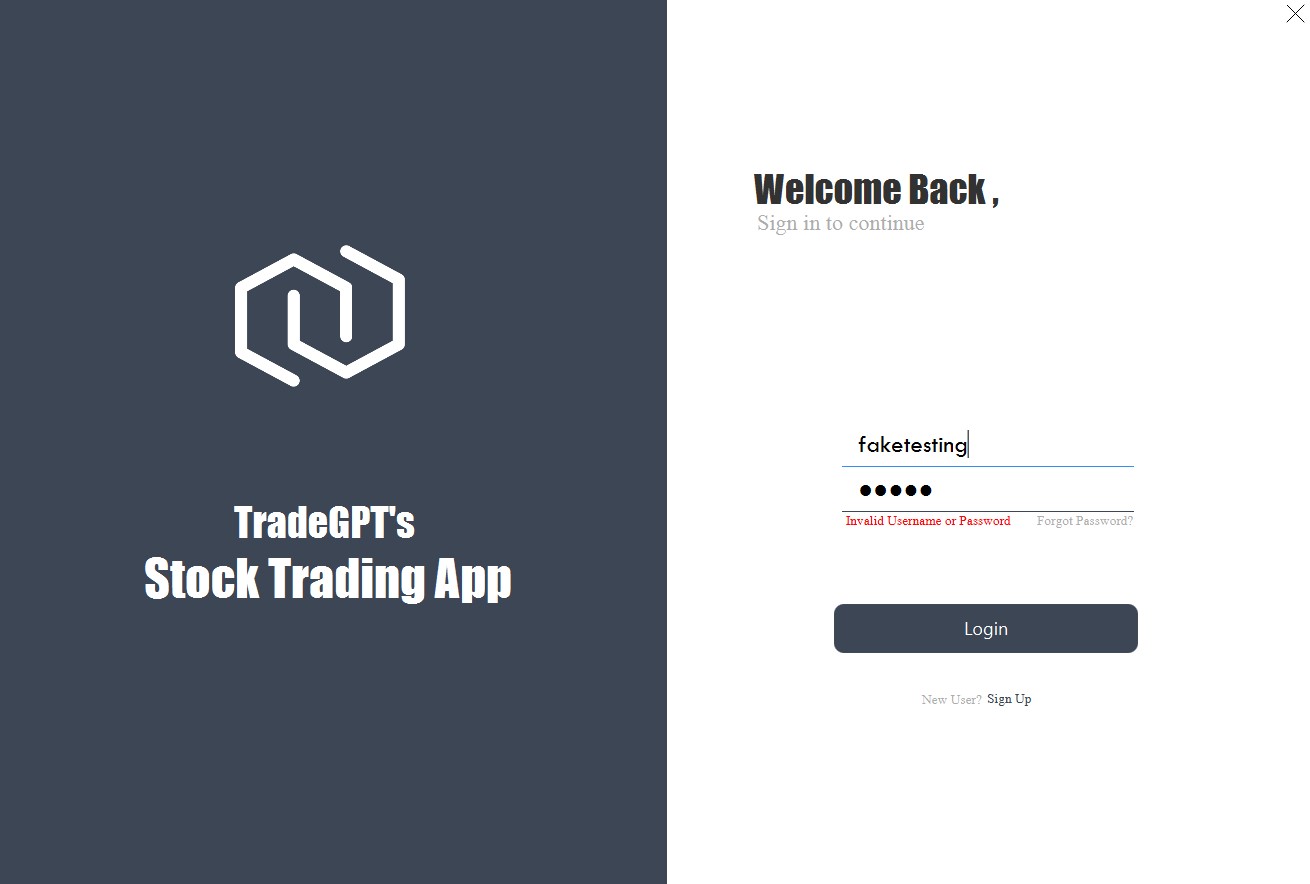 TradeGPT's
Stock Trading App
Welcome Back ,
Sign in to continue
faketesting
●●●●●
Invalid Username or Password
Forgot Password?
Login
New User? Sign Up